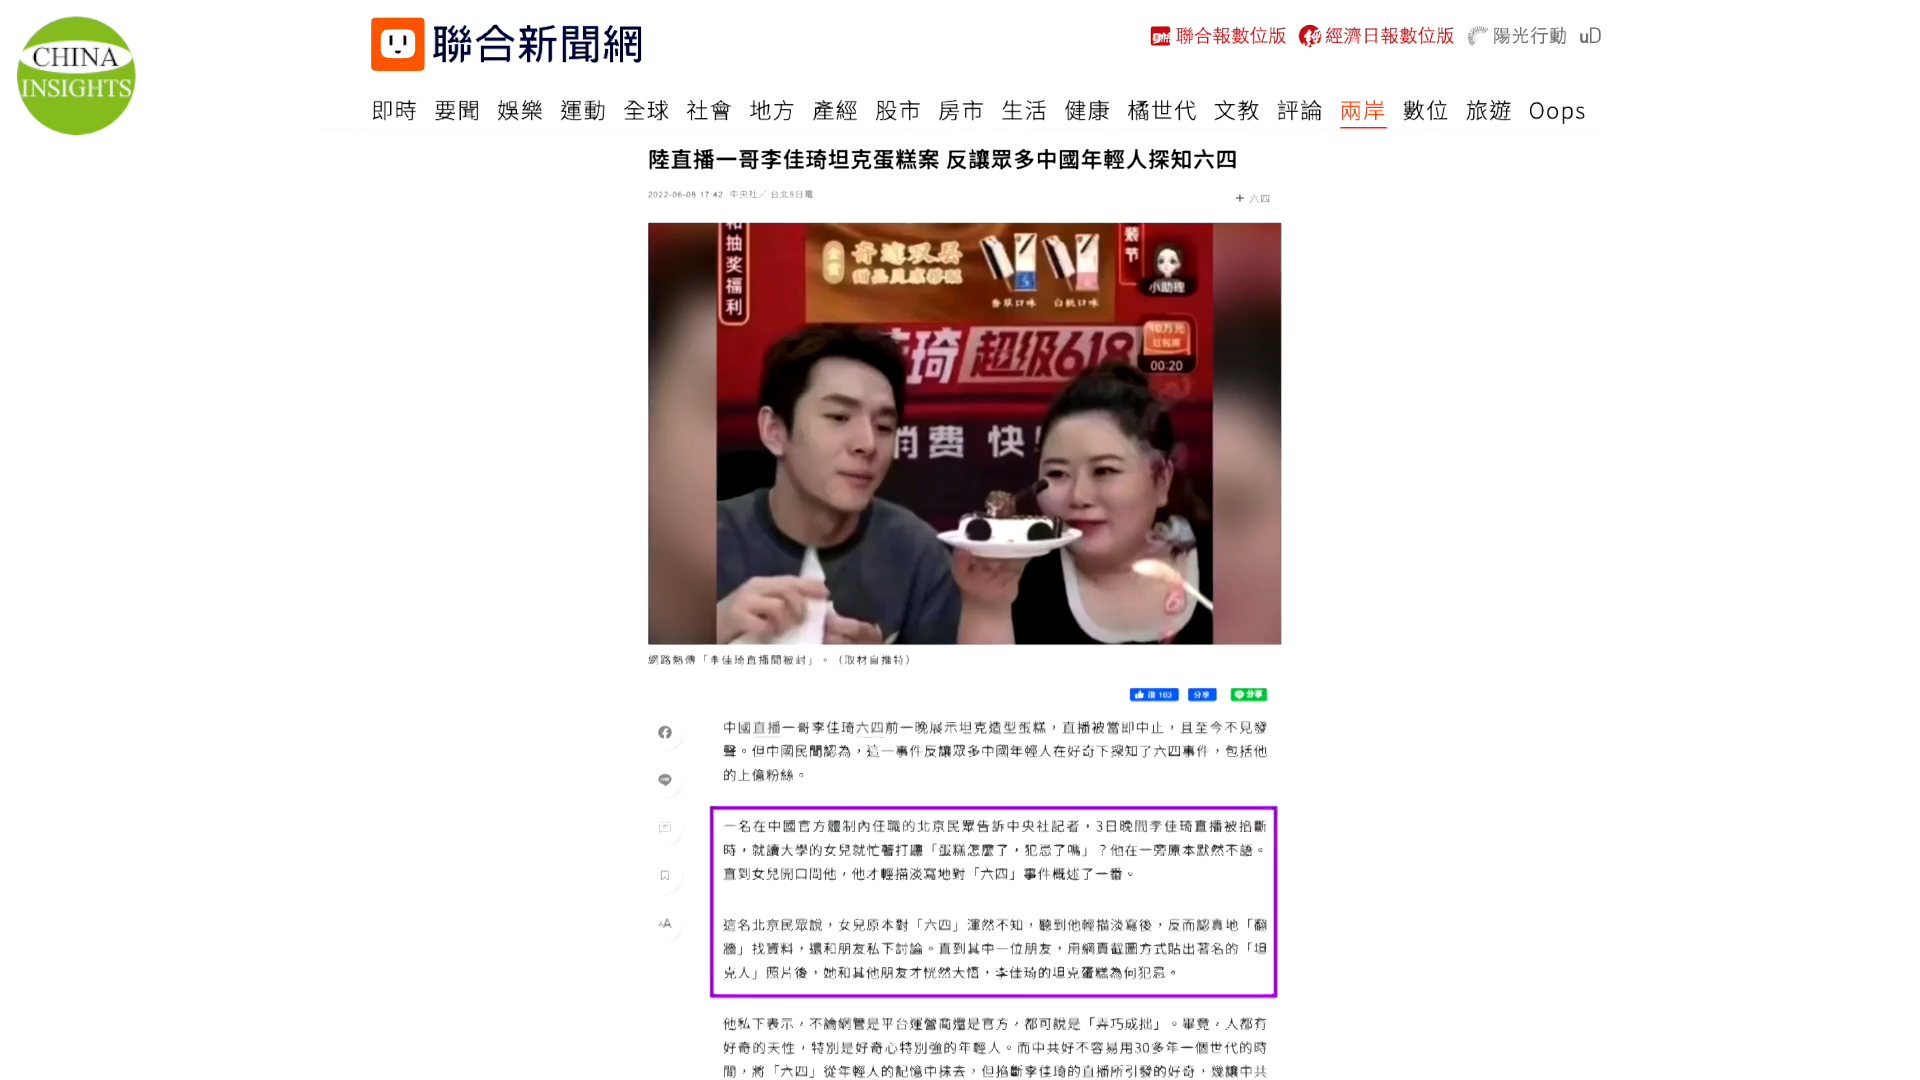 CHINA
INSIGHTS
聯合新聞網
聯合報數位版 經濟日報數位版 陽光行動 uD
即時 要聞 娛樂 運動 全球 社會 地方 產經 股市 房市 生活 健康 橘世代 文教 評論 兩岸 數位 旅遊 Oops
陸直播一哥李佳琦坦克蛋糕案 反讓眾多中國年輕人探知六四
2022-06-08 17:42 中央社／ 台北8日電
+ 六四
和抽奖福利
香草口味 白桃口味
小助理
琦 超级618
00:20
消费 快
網路熱傳「李佳琦直播間被封」。（取材自推特）
讚 163 分享 分享
中國直播一哥李佳琦六四前一晚展示坦克造型蛋糕，直播被當即中止，且至今不見發
聲。但中國民間認為，這一事件反讓眾多中國年輕人在好奇下探知了六四事件，包括他
的上億粉絲。
一名在中國官方體制內任職的北京民眾告訴中央社記者，3日晚間李佳琦直播被掐斷
時，就讀大學的女兒就忙著打聽「蛋糕怎麼了，犯忌了嗎」？他在一旁原本默然不語。
直到女兒開口問他，他才輕描淡寫地對「六四」事件概述了一番。
這名北京民眾說，女兒原本對「六四」渾然不知，聽到他輕描淡寫後，反而認真地「翻
牆」找資料，還和朋友私下討論。直到其中一位朋友，用網頁截圖方式貼出著名的「坦
克人」照片後，她和其他朋友才恍然大悟，李佳琦的坦克蛋糕為何犯忌。
他私下表示，不論網管是平台運營商還是官方，都可說是「弄巧成拙」。畢竟，人都有
好奇的天性，特別是好奇心特別強的年輕人。而中共好不容易用30多年一個世代的時
間，將「六四」從年輕人的記憶中抹去，但掐斷李佳琦的直播所引發的好奇，幾讓中共